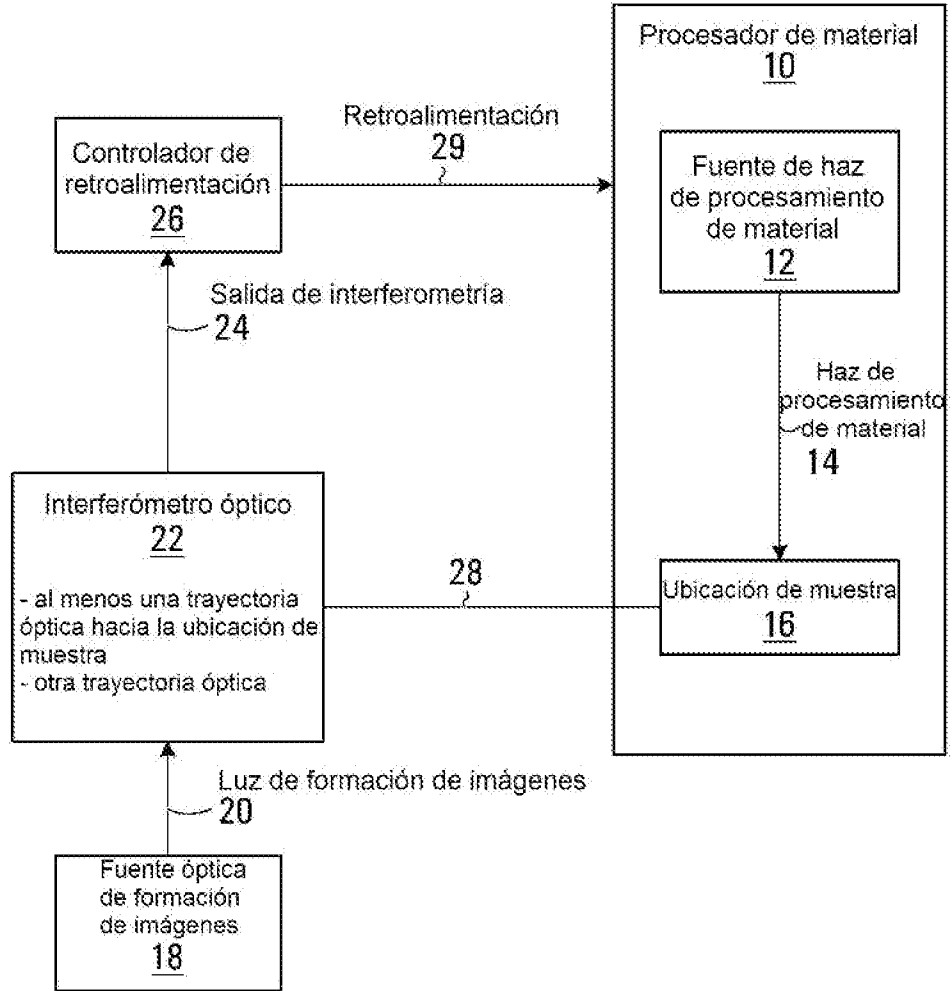 Procesador de material
10
Retroalimentación
29
Controlador de
retroalimentación
26
Fuente de haz
de procesamiento
de material
12
Salida de interferometría
24
Haz de
procesamiento
de material
14
Interferómetro óptico
22
- al menos una trayectoria
óptica hacia la ubicación de
muestra
- otra trayectoria óptica
28
Ubicación de muestra
16
Luz de formación de imágenes
20
Fuente óptica
de formación
de imágenes
18